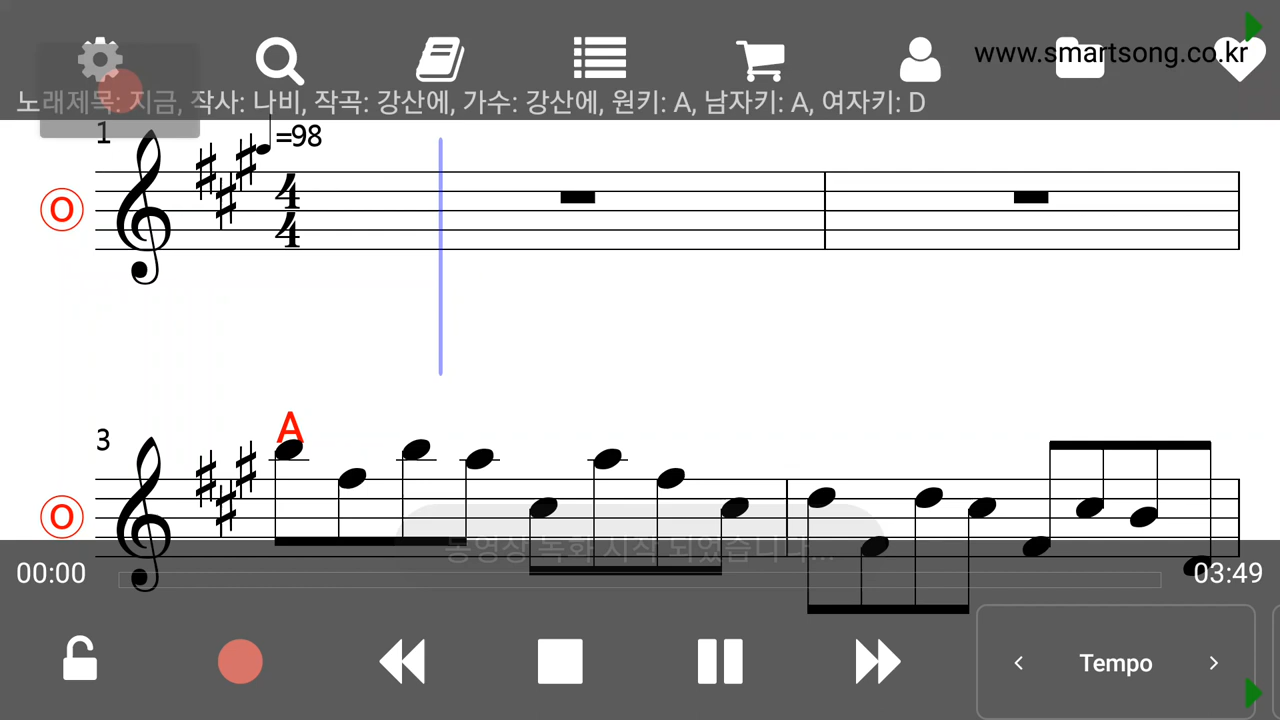 www.smartsong.co.kr
노래제목: 지금, 작사: 나비, 작곡: 강산에, 가수: 강산에, 원키: A, 남자키: A, 여자키: D
1
=98
O
4
4
3
A
O
동영상 녹화 시작 되었습니다...
00:00
03:49
< Tempo >